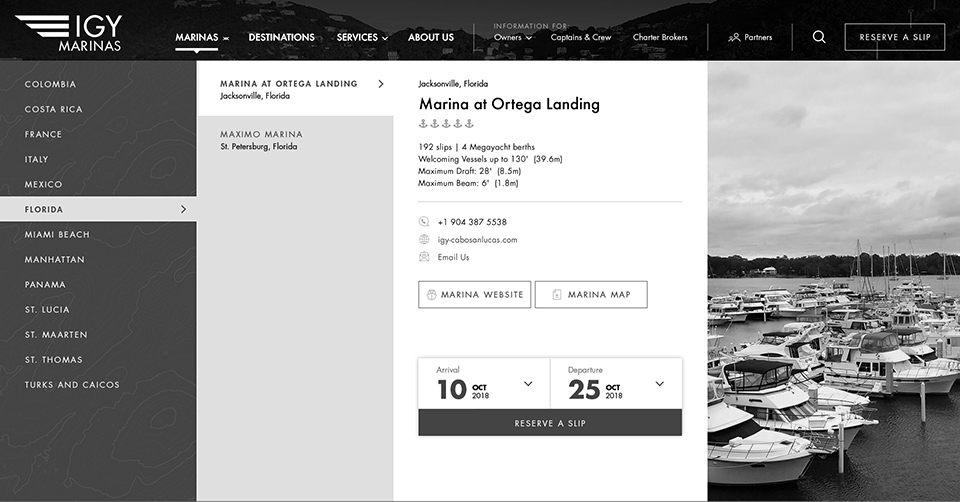 IGY
MARINAS
MARINAS
DESTINATIONS
SERVICES
ABOUT US
INFORMATION FOR
Owners
Captains & Crew
Charter Brokers
Partners
RESERVE A SLIP
COLOMBIA
COSTA RICA
FRANCE
ITALY
MEXICO
FLORIDA
MIAMI BEACH
MANHATTAN
PANAMA
ST. LUCIA
ST. MAARTEN
ST. THOMAS
TURKS AND CAICOS
MARINA AT ORTEGA LANDING
Jacksonville, Florida
MAXIMO MARINA
St. Petersburg, Florida
Jacksonville, Florida
Marina at Ortega Landing
192 slips | 4 Megayacht berths
Welcoming Vessels up to 130' (39.6m)
Maximum Draft: 28' (8.5m)
Maximum Beam: 6' (1.8m)
+1 904 387 5538
igy-cabosanlucas.com
Email Us
MARINA WEBSITE
MARINA MAP
Arrival
10 OCT
2018
Departure
25 OCT
2018
RESERVE A SLIP